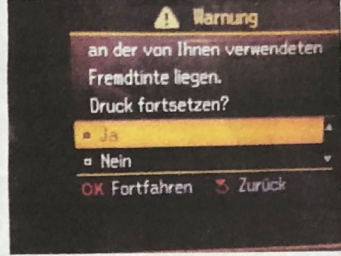 Warnung
an der von Ihnen verwendeten
Fremdtinte liegen.
Druck fortsetzen?
Ja
Nein
OK Fortfahren Zurück